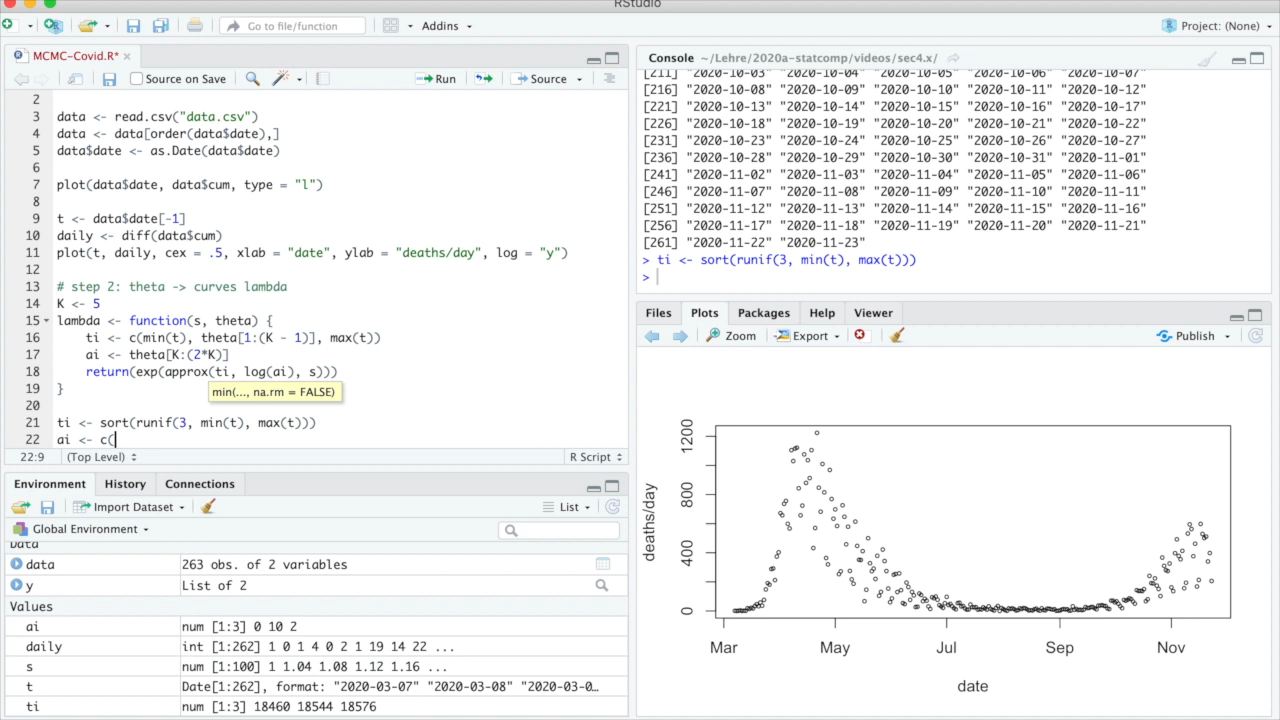 RStudio
Go to file/function
Addins
Project: (None)
MCMC-Covid.R*
Source on Save
Run
Source
2
3 data <- read.csv("data.csv")
4 data <- data[order(data$date),]
5 data$date <- as.Date(data$date)
6
7 plot(data$date, data$cum, type = "l")
8
9 t <- data$date[-1]
10 daily <- diff(data$cum)
11 plot(t, daily, cex = .5, xlab = "date", ylab = "deaths/day", log = "y")
12
13 # step 2: theta -> curves lambda
14 K <- 5
15 lambda <- function(s, theta) {
16 ti <- c(min(t), theta[1:(K - 1)], max(t))
17 ai <- theta[K:(2*K)]
18 return(exp(approx(ti, log(ai), s)))
19 }
min(..., na.rm = FALSE)
20
21 ti <- sort(runif(3, min(t), max(t)))
22 ai <- c(
22:9
(Top Level)
R Script
Environment
History
Connections
Import Dataset
List
Global Environment
Data
data 263 obs. of 2 variables
y List of 2
Values
ai num [1:3] 0 10 2
daily int [1:262] 1 0 1 4 0 2 1 19 14 22 ...
s num [1:100] 1 1.04 1.08 1.12 1.16 ...
t Date[1:262], format: "2020-03-07" "2020-03-08" "2020-03-0…
ti num [1:3] 18460 18544 18576
Console ~/Lehre/2020a-statcomp/videos/sec4.x/
[211] "2020-10-03" "2020-10-04" "2020-10-05" "2020-10-06" "2020-10-07"
[216] "2020-10-08" "2020-10-09" "2020-10-10" "2020-10-11" "2020-10-12"
[221] "2020-10-13" "2020-10-14" "2020-10-15" "2020-10-16" "2020-10-17"
[226] "2020-10-18" "2020-10-19" "2020-10-20" "2020-10-21" "2020-10-22"
[231] "2020-10-23" "2020-10-24" "2020-10-25" "2020-10-26" "2020-10-27"
[236] "2020-10-28" "2020-10-29" "2020-10-30" "2020-10-31" "2020-11-01"
[241] "2020-11-02" "2020-11-03" "2020-11-04" "2020-11-05" "2020-11-06"
[246] "2020-11-07" "2020-11-08" "2020-11-09" "2020-11-10" "2020-11-11"
[251] "2020-11-12" "2020-11-13" "2020-11-14" "2020-11-15" "2020-11-16"
[256] "2020-11-17" "2020-11-18" "2020-11-19" "2020-11-20" "2020-11-21"
[261] "2020-11-22" "2020-11-23"
> ti <- sort(runif(3, min(t), max(t)))
>
Files
Plots
Packages
Help
Viewer
Zoom
Export
Publish
deaths/day
1200
800
400
0
Mar
May
Jul
Sep
Nov
date